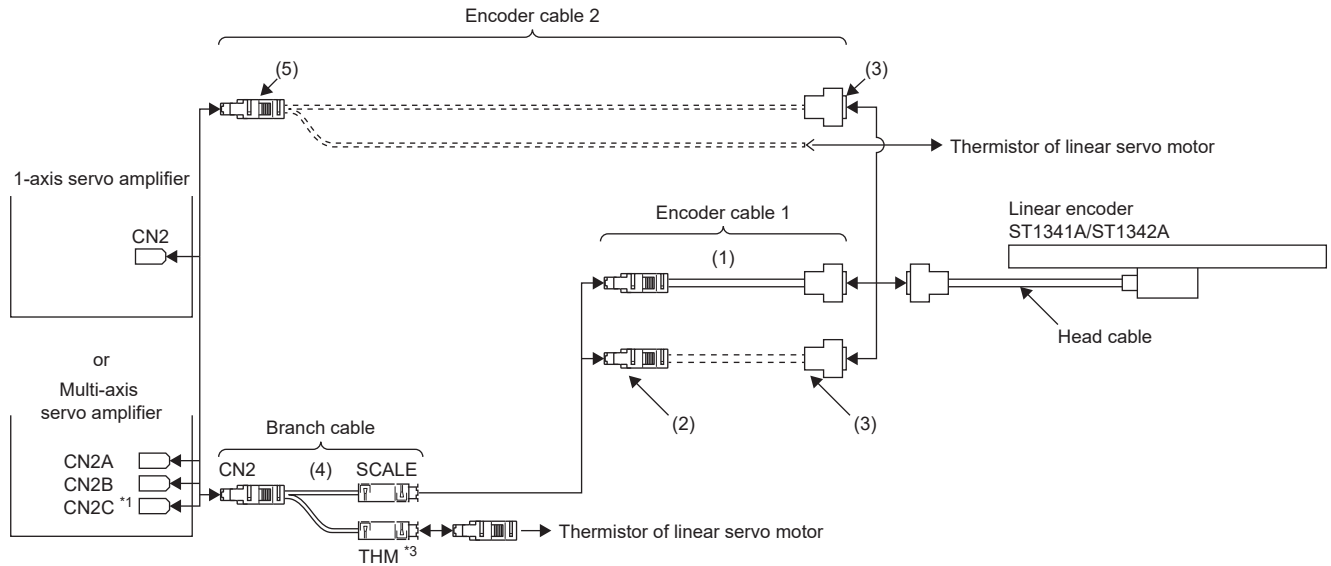 Encoder cable 2
(5)
(3)
Thermistor of linear servo motor
1-axis servo amplifier
CN2
Encoder cable 1
(1)
Linear encoder
ST1341A/ST1342A
Head cable
(2)
(3)
or
Multi-axis
servo amplifier
CN2A
CN2B
CN2C *1
Branch cable
CN2
(4)
SCALE
THM *3
Thermistor of linear servo motor